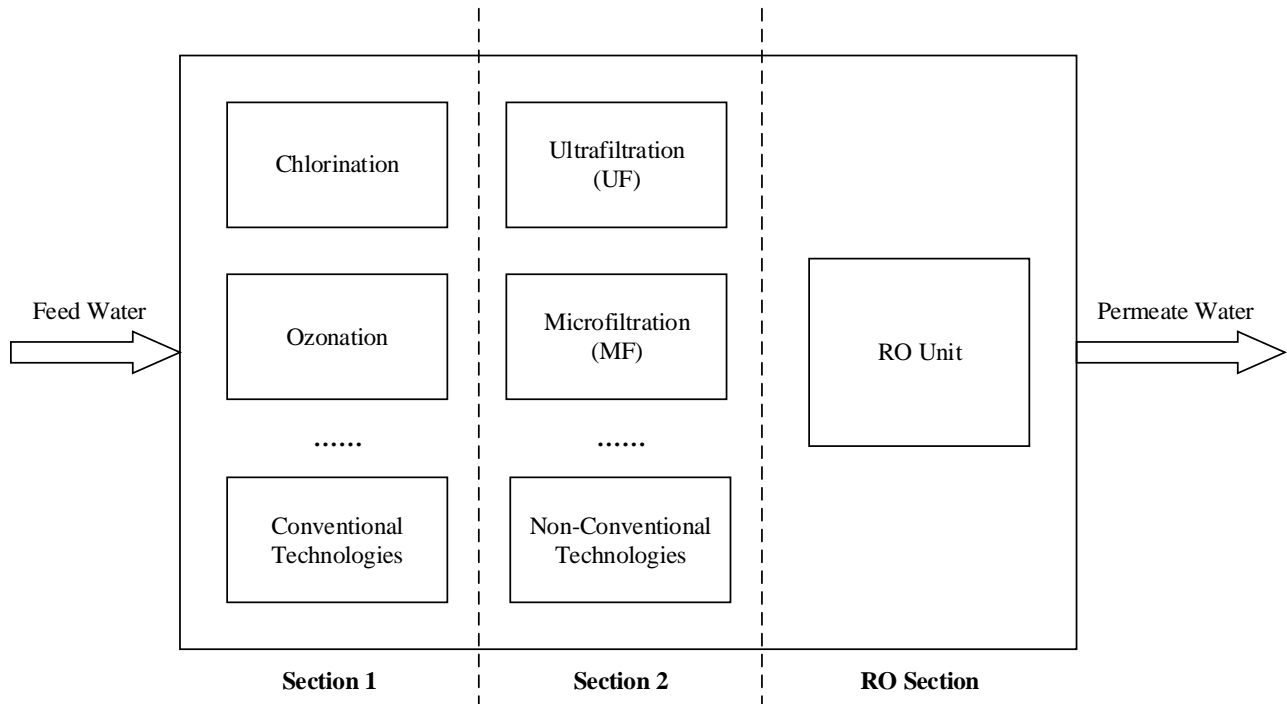 Feed Water
Chlorination
Ozonation
......
Conventional
Technologies
Section 1
Ultrafiltration
(UF)
Microfiltration
(MF)
......
Non-Conventional
Technologies
Section 2
RO Unit
RO Section
Permeate Water